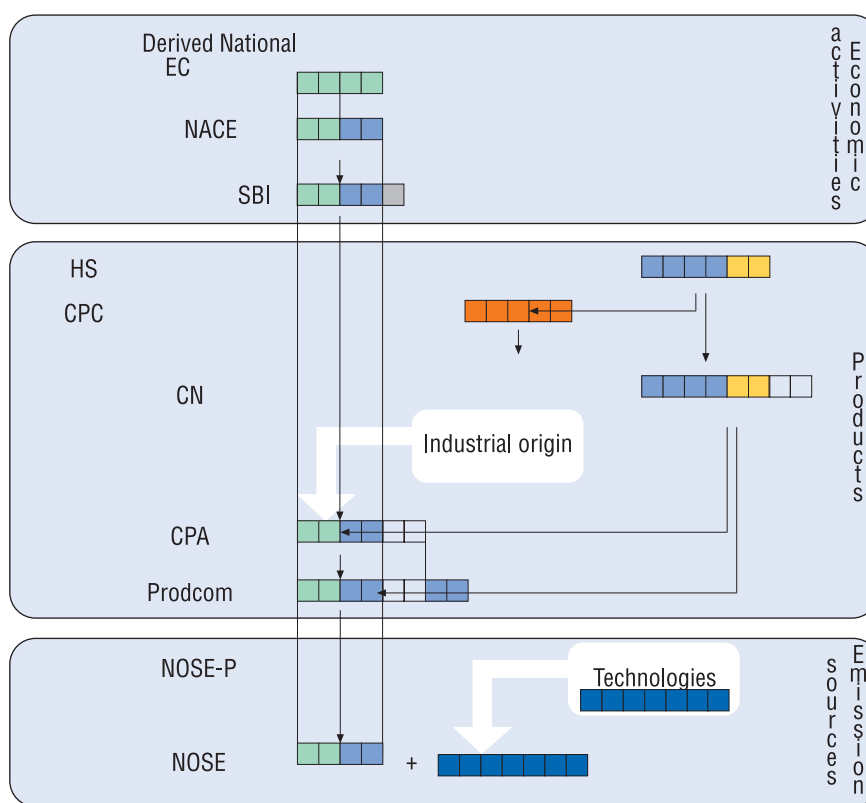 Derived National
EC
NACE
SBI
Economic
activities
HS
CPC
CN
Industrial origin
CPA
Prodcom
Products
NOSE-P
Technologies
NOSE
+
Emission
sources